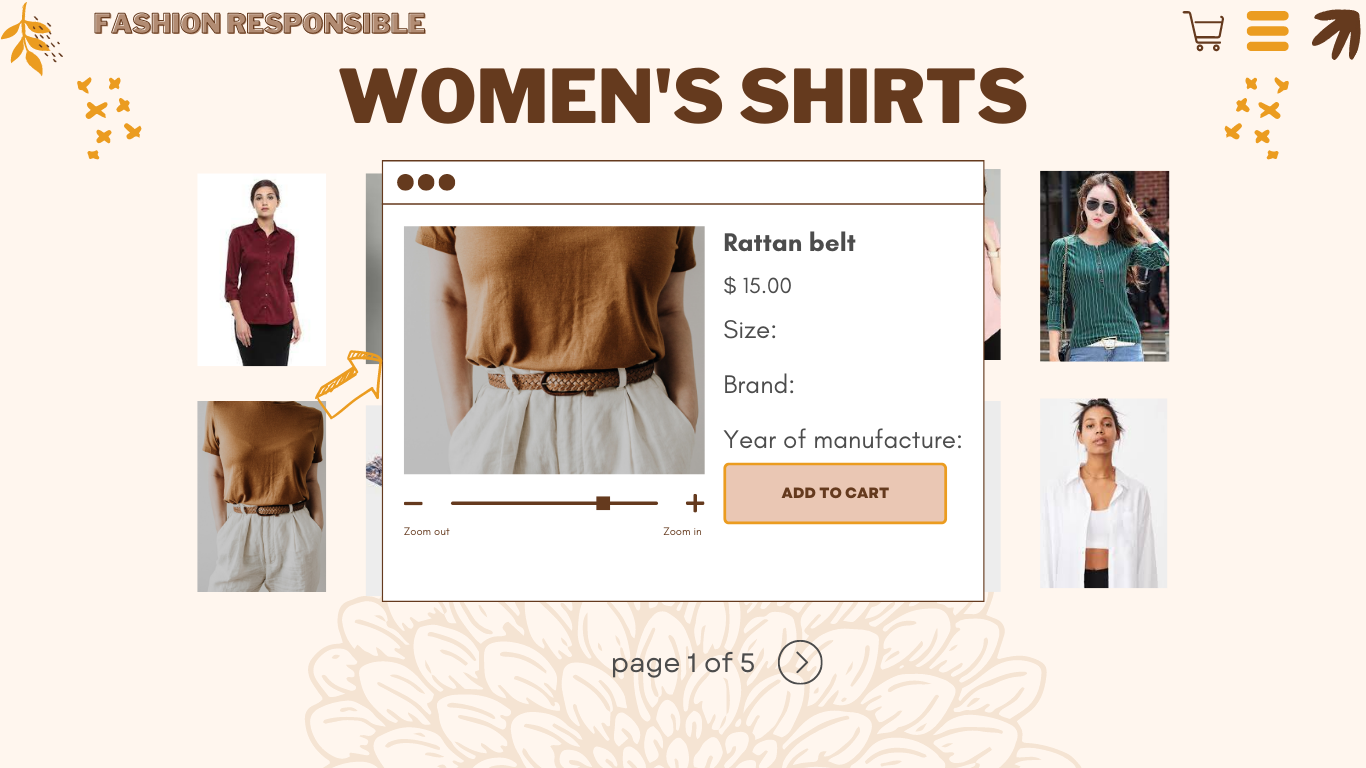 FASHION RESPONSIBLE
WOMEN'S SHIRTS
Rattan belt
$ 15.00
Size:
Brand:
Year of manufacture:
ADD TO CART
Zoom out
Zoom in
page 1 of 5